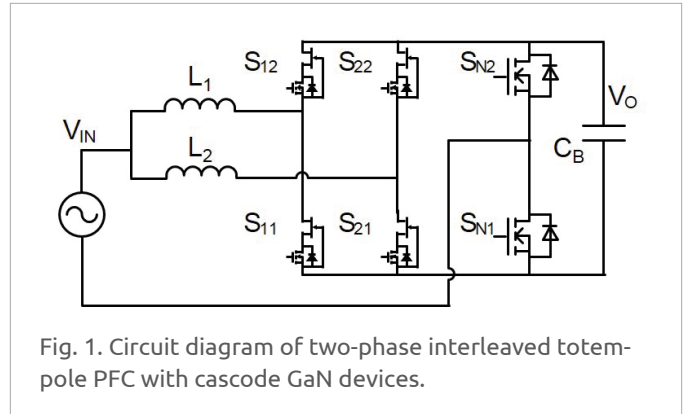 S12 S22 SN2
L1
VO
VIN
L2
CB
S11 S21 SN1
Fig. 1. Circuit diagram of two-phase interleaved totem-
pole PFC with cascode GaN devices.